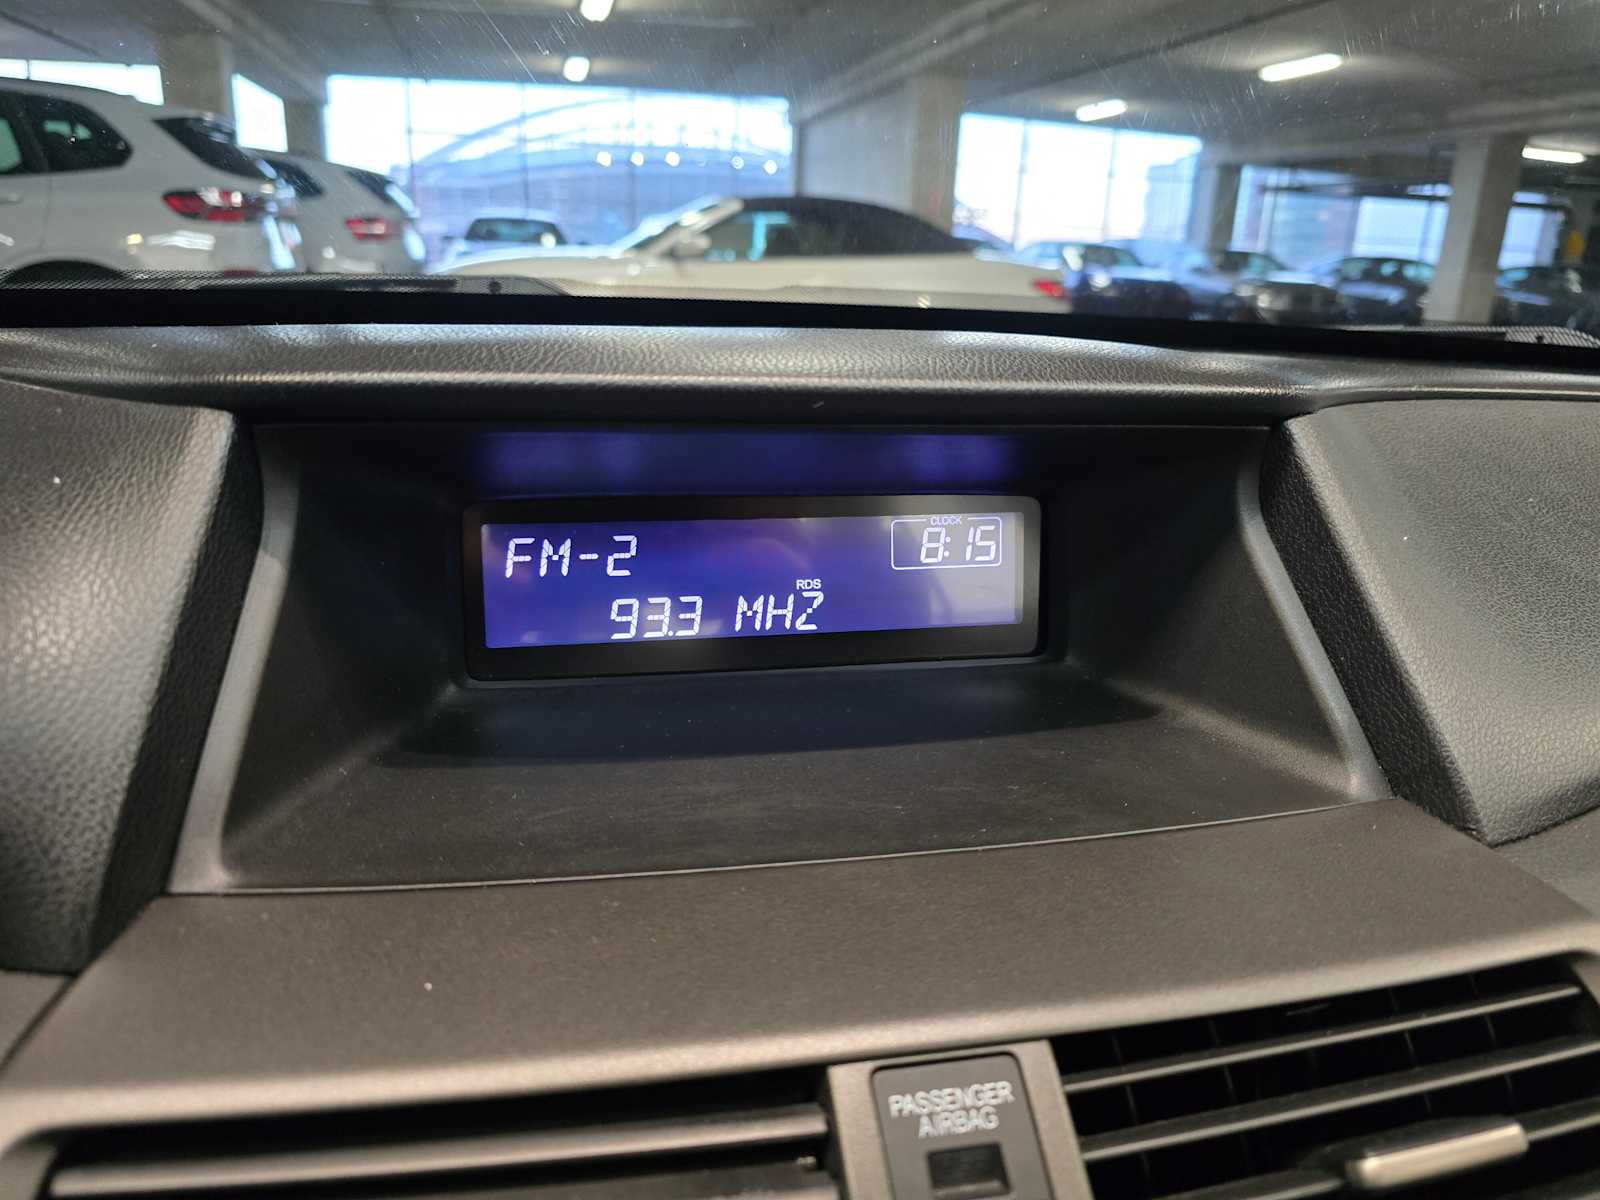 FM-2
CLOCK
8:15
RDS
93.3 MHZ
PASSENGER
AIRBAG